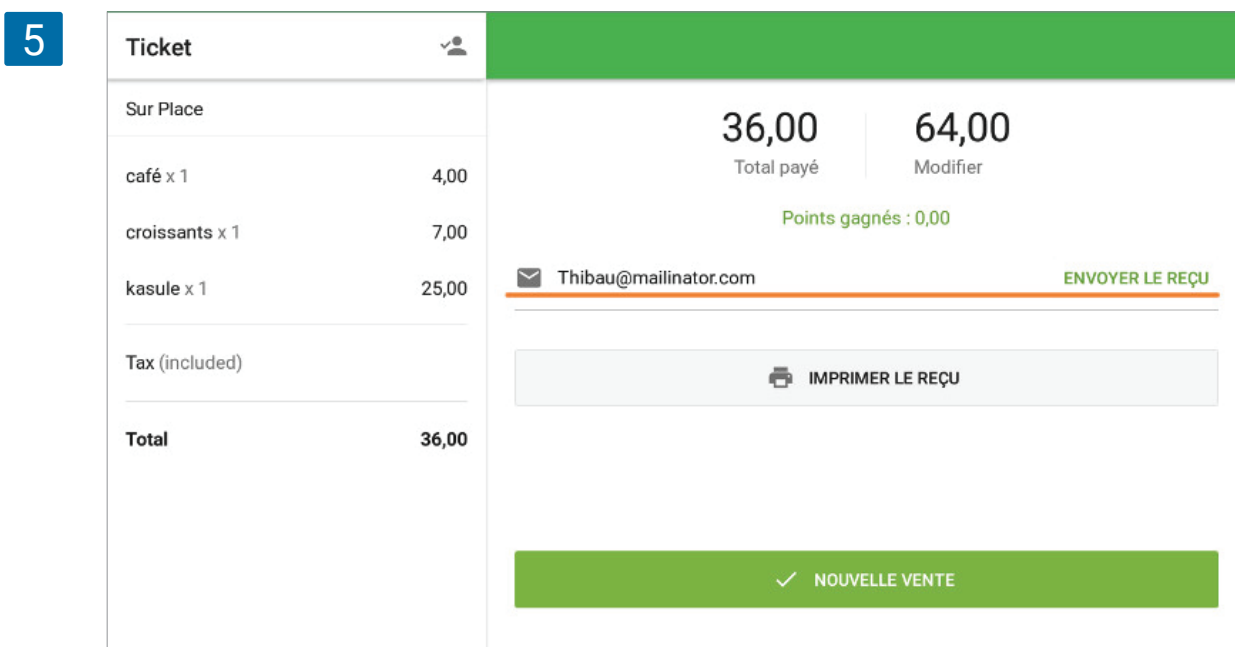 5
Ticket
Sur Place
café x 1 4,00
croissants x 1 7,00
kasule x 1 25,00
Tax (included)
Total 36,00
36,00 64,00
Total payé Modifier
Points gagnés : 0,00
Thibau@mailinator.com ENVOYER LE REÇU
IMPRIMER LE REÇU
NOUVELLE VENTE